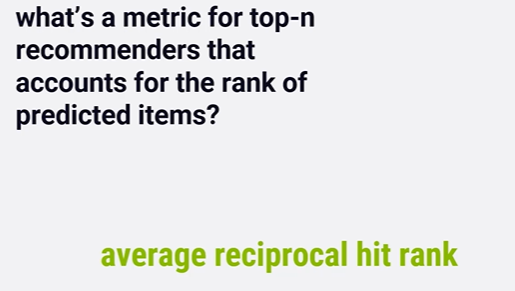 what’s a metric for top-n
recommenders that
accounts for the rank of
predicted items?
average reciprocal hit rank